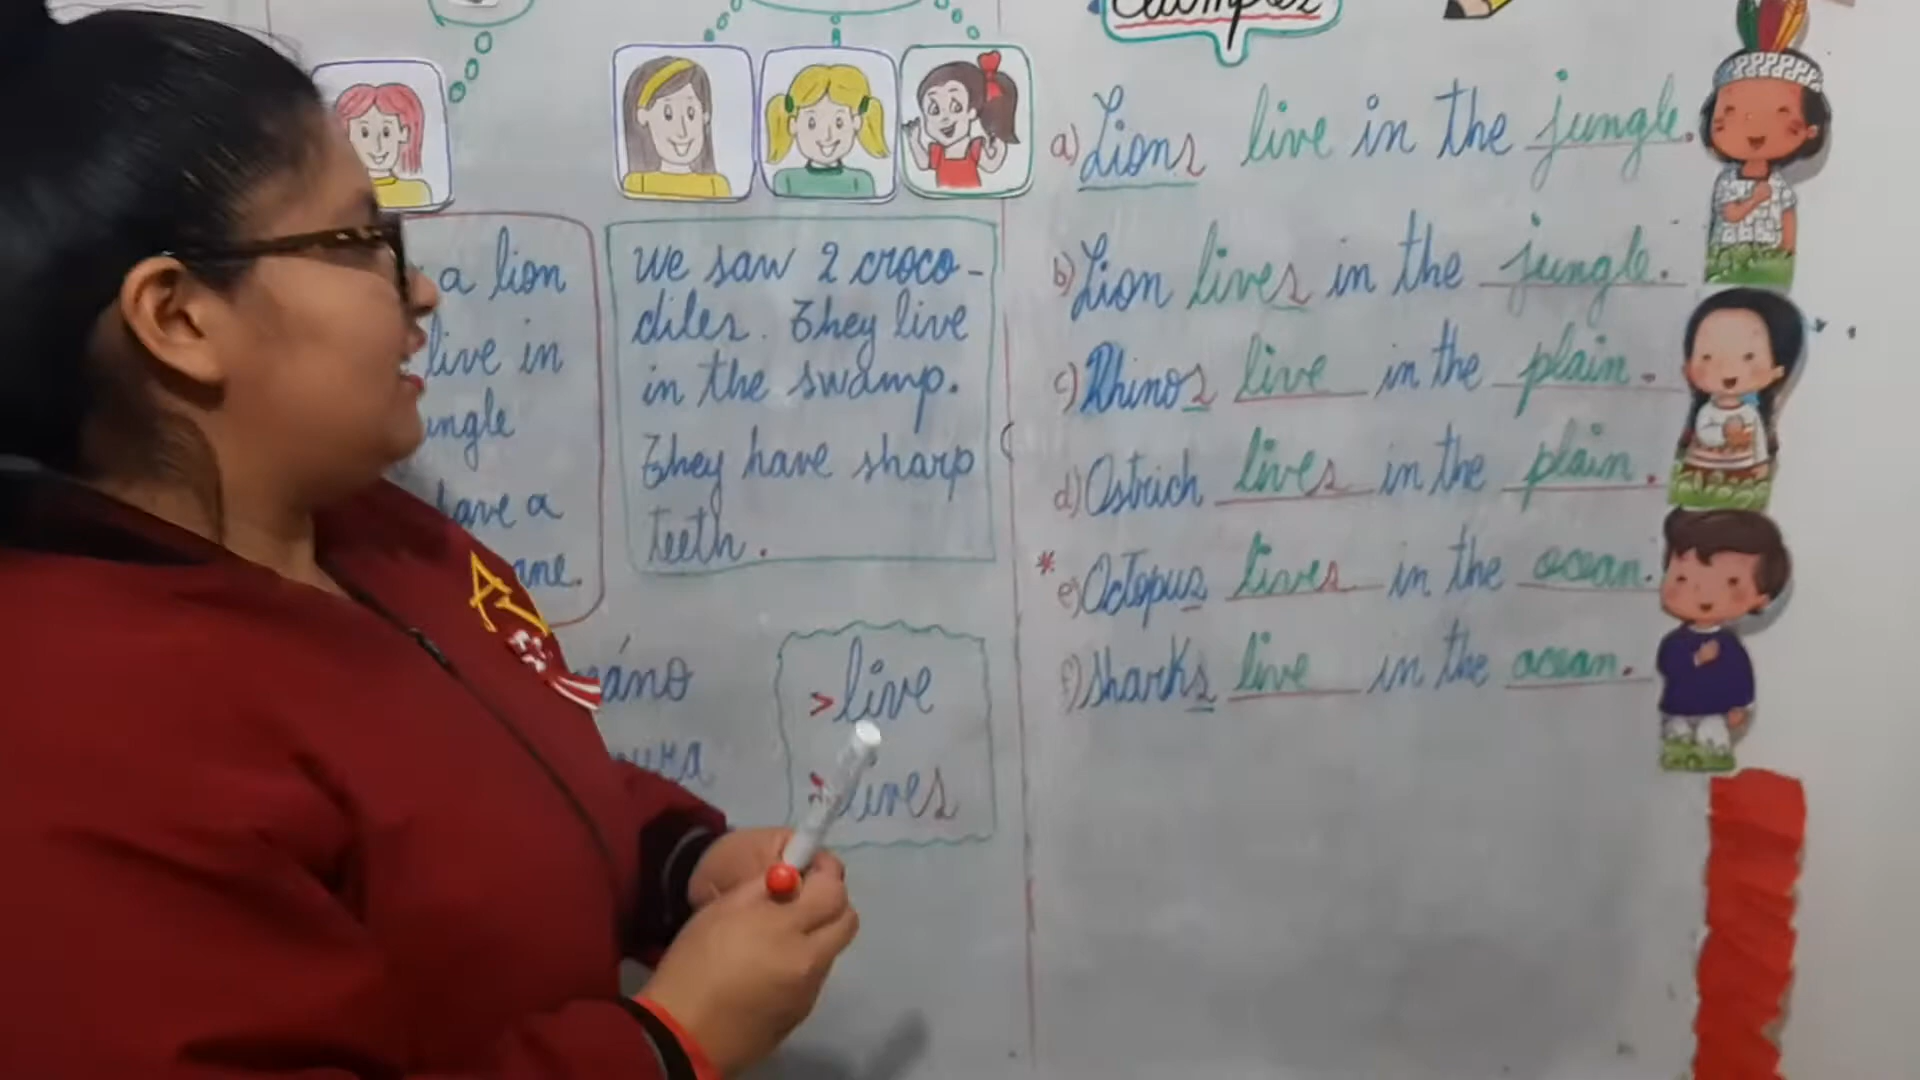 Examples
a lion
live in
ungle
have a
ane.
We saw 2 croco-
diles. They live
in the swamp.
They have sharp
teeth.
> live
> lives
a) Lions live in the jungle.
b) Lion lives in the jungle.
c) Rhinos live in the plain.
d) Ostrich lives in the plain.
* e) Octopus lives in the ocean.
f) Sharks live in the ocean.